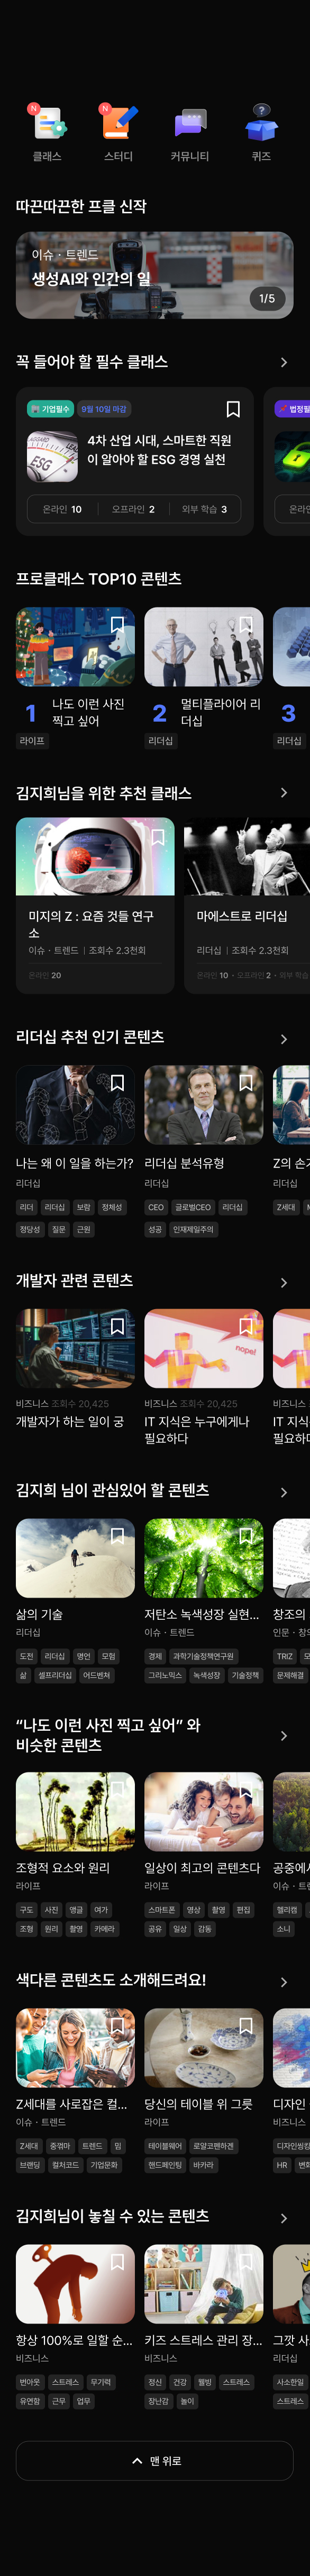 N
N
?
클래스
스터디
커뮤니티
퀴즈
따끈따끈한 프클 신작
이슈 · 트렌드
생성AI와 인간의 일
1/5
꼭 들어야 할 필수 클래스
기업필수
9월 10일 마감
4차 산업 시대, 스마트한 직원
이 알아야 할 ESG 경영 실천
ESG
온라인 10
오프라인 2
외부 학습 3
프로클래스 TOP10 콘텐츠
1
나도 이런 사진
찍고 싶어
라이프
2
멀티플라이어 리
더십
리더십
3
리더십
김지희님을 위한 추천 클래스
미지의 Z : 요즘 것들 연구
소
이슈 · 트렌드 | 조회수 2.3천회
온라인 20
마에스트로 리더십
리더십 | 조회수 2.3천회
온라인 10 · 오프라인 2 · 외부 학습
리더십 추천 인기 콘텐츠
나는 왜 이 일을 하는가?
리더십
리더
리더십
보람
정체성
정당성
질문
근원
리더십 분석유형
리더십
CEO
글로벌CEO
리더십
성공
인재제일주의
Z의 손
리더십
Z세대
개발자 관련 콘텐츠
비즈니스 조회수 20,425
개발자가 하는 일이 궁
nope!
비즈니스 조회수 20,425
IT 지식은 누구에게나
필요하다
비즈니스
IT 지식
필요하다
김지희 님이 관심있어 할 콘텐츠
삶의 기술
리더십
도전
리더십
명언
모험
삶
셀프리더십
어드벤쳐
저탄소 녹색성장 실현...
이슈 · 트렌드
경제
과학기술정책연구원
그리노믹스
녹색성장
기술정책
창조의
인문 · 창
TRIZ
문제해결
“나도 이런 사진 찍고 싶어” 와
비슷한 콘텐츠
조형적 요소와 원리
라이프
구도
사진
앵글
여가
조형
원리
촬영
카메라
일상이 최고의 콘텐츠다
라이프
스마트폰
영상
촬영
편집
공유
일상
감동
공중에서
이슈 · 트렌
헬리캠
소니
색다른 콘텐츠도 소개해드려요!
Z세대를 사로잡은 컬...
이슈 · 트렌드
Z세대
중꺾마
트렌드
밈
브랜딩
컬처코드
기업문화
당신의 테이블 위 그릇
라이프
테이블웨어
로얄코펜하겐
핸드페인팅
바카라
디자인
비즈니스
디자인씽킹
HR
변화
김지희님이 놓칠 수 있는 콘텐츠
항상 100%로 일할 순...
비즈니스
번아웃
스트레스
무기력
유연함
근무
업무
키즈 스트레스 관리 장...
비즈니스
정신
건강
웰빙
스트레스
장난감
놀이
그깟 사
리더십
사소한일
스트레스
맨 위로